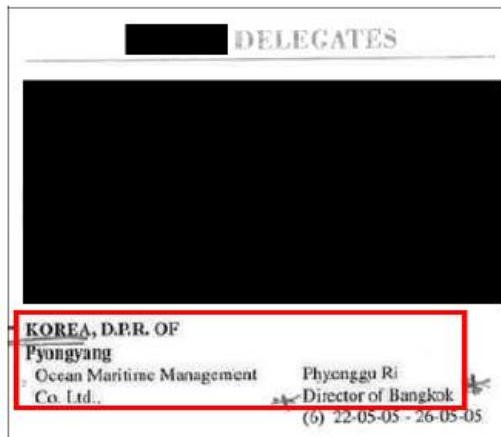 DELEGATES
KOREA, D.P.R. OF
Pyongyang
Ocean Maritime Management
Co. Ltd.,
Phyonggu Ri
Director of Bangkok
(6) 22-05-05 - 26-05-05